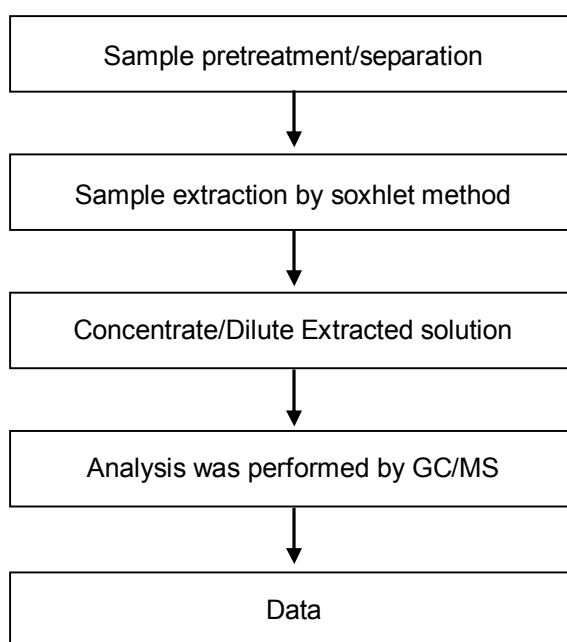 Sample pretreatment/separation
Sample extraction by soxhlet method
Concentrate/Dilute Extracted solution
Analysis was performed by GC/MS
Data